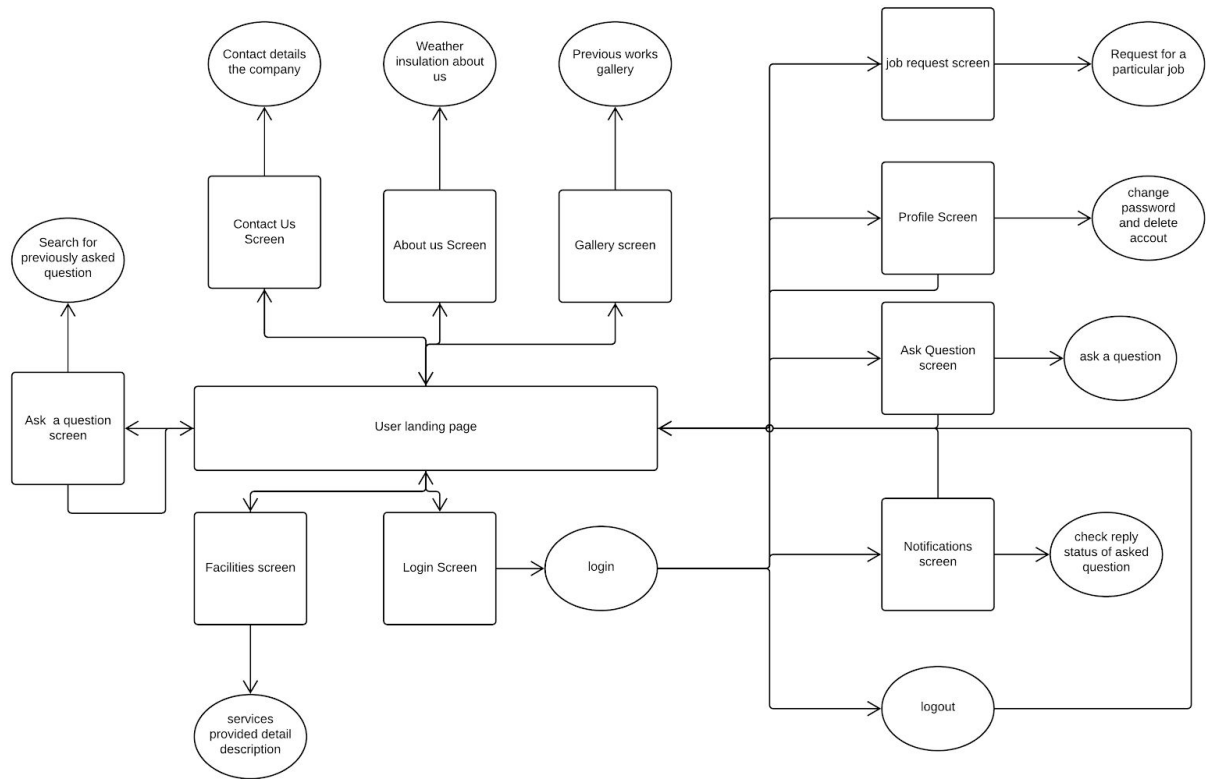 Contact details
the company
Weather
insulation about
us
Previous works
gallery
job request screen
Request for a
particular job
Contact Us
Screen
About us Screen
Gallery screen
Profile Screen
change
password
and delete
accout
Search for
previously asked
question
Ask Question
screen
ask a question
Ask  a question
screen
User landing page
Facilities screen
Login Screen
login
Notifications
screen
check reply
status of asked
question
logout
services
provided detail
description